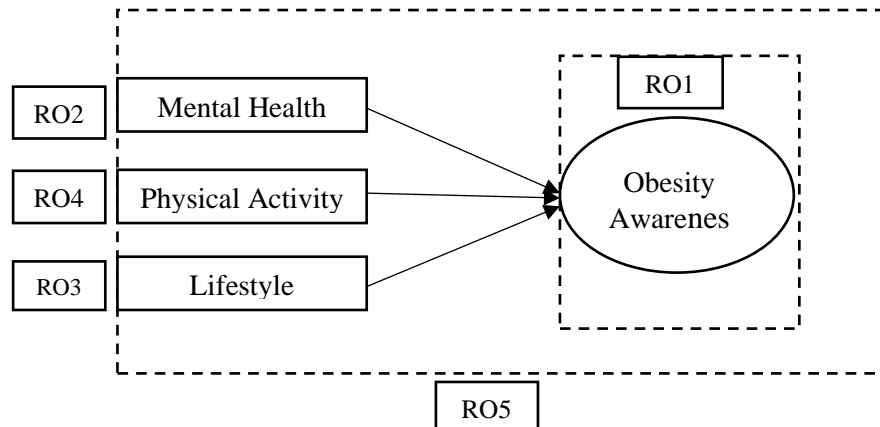 RO1
RO2
Mental Health
RO4
Physical Activity
Obesity
Awarenes
RO3
Lifestyle
RO5